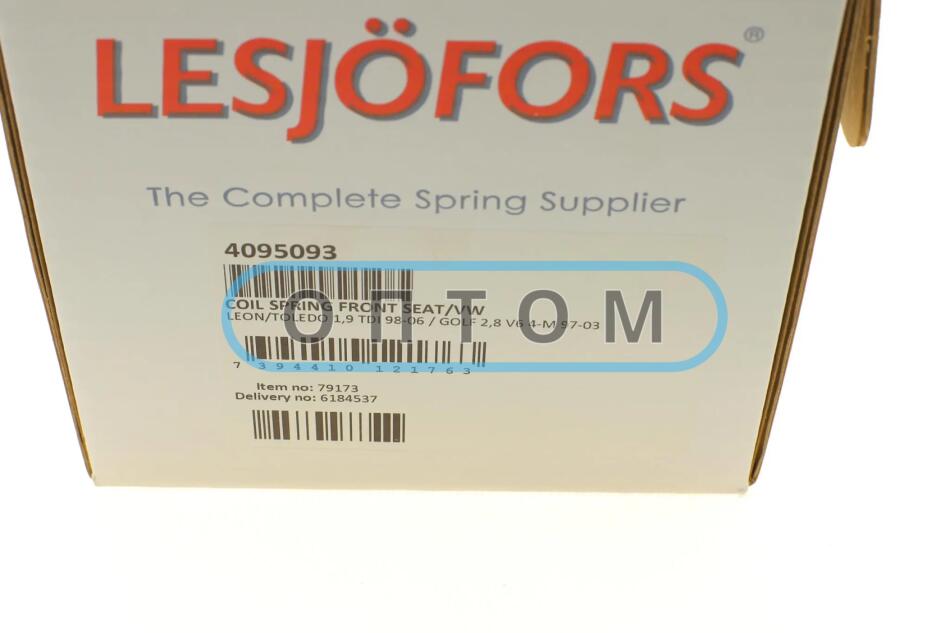 LESJÖFORS®
The Complete Spring Supplier
4095093
COIL SPRING FRONT SEAT/VW
LEON/TOLEDO 1,9 TDI 98-06 / GOLF 2,8 V6 4-M 97-03
ОПТОМ
7 394410 121763
Item no: 79173
Delivery no: 6184537